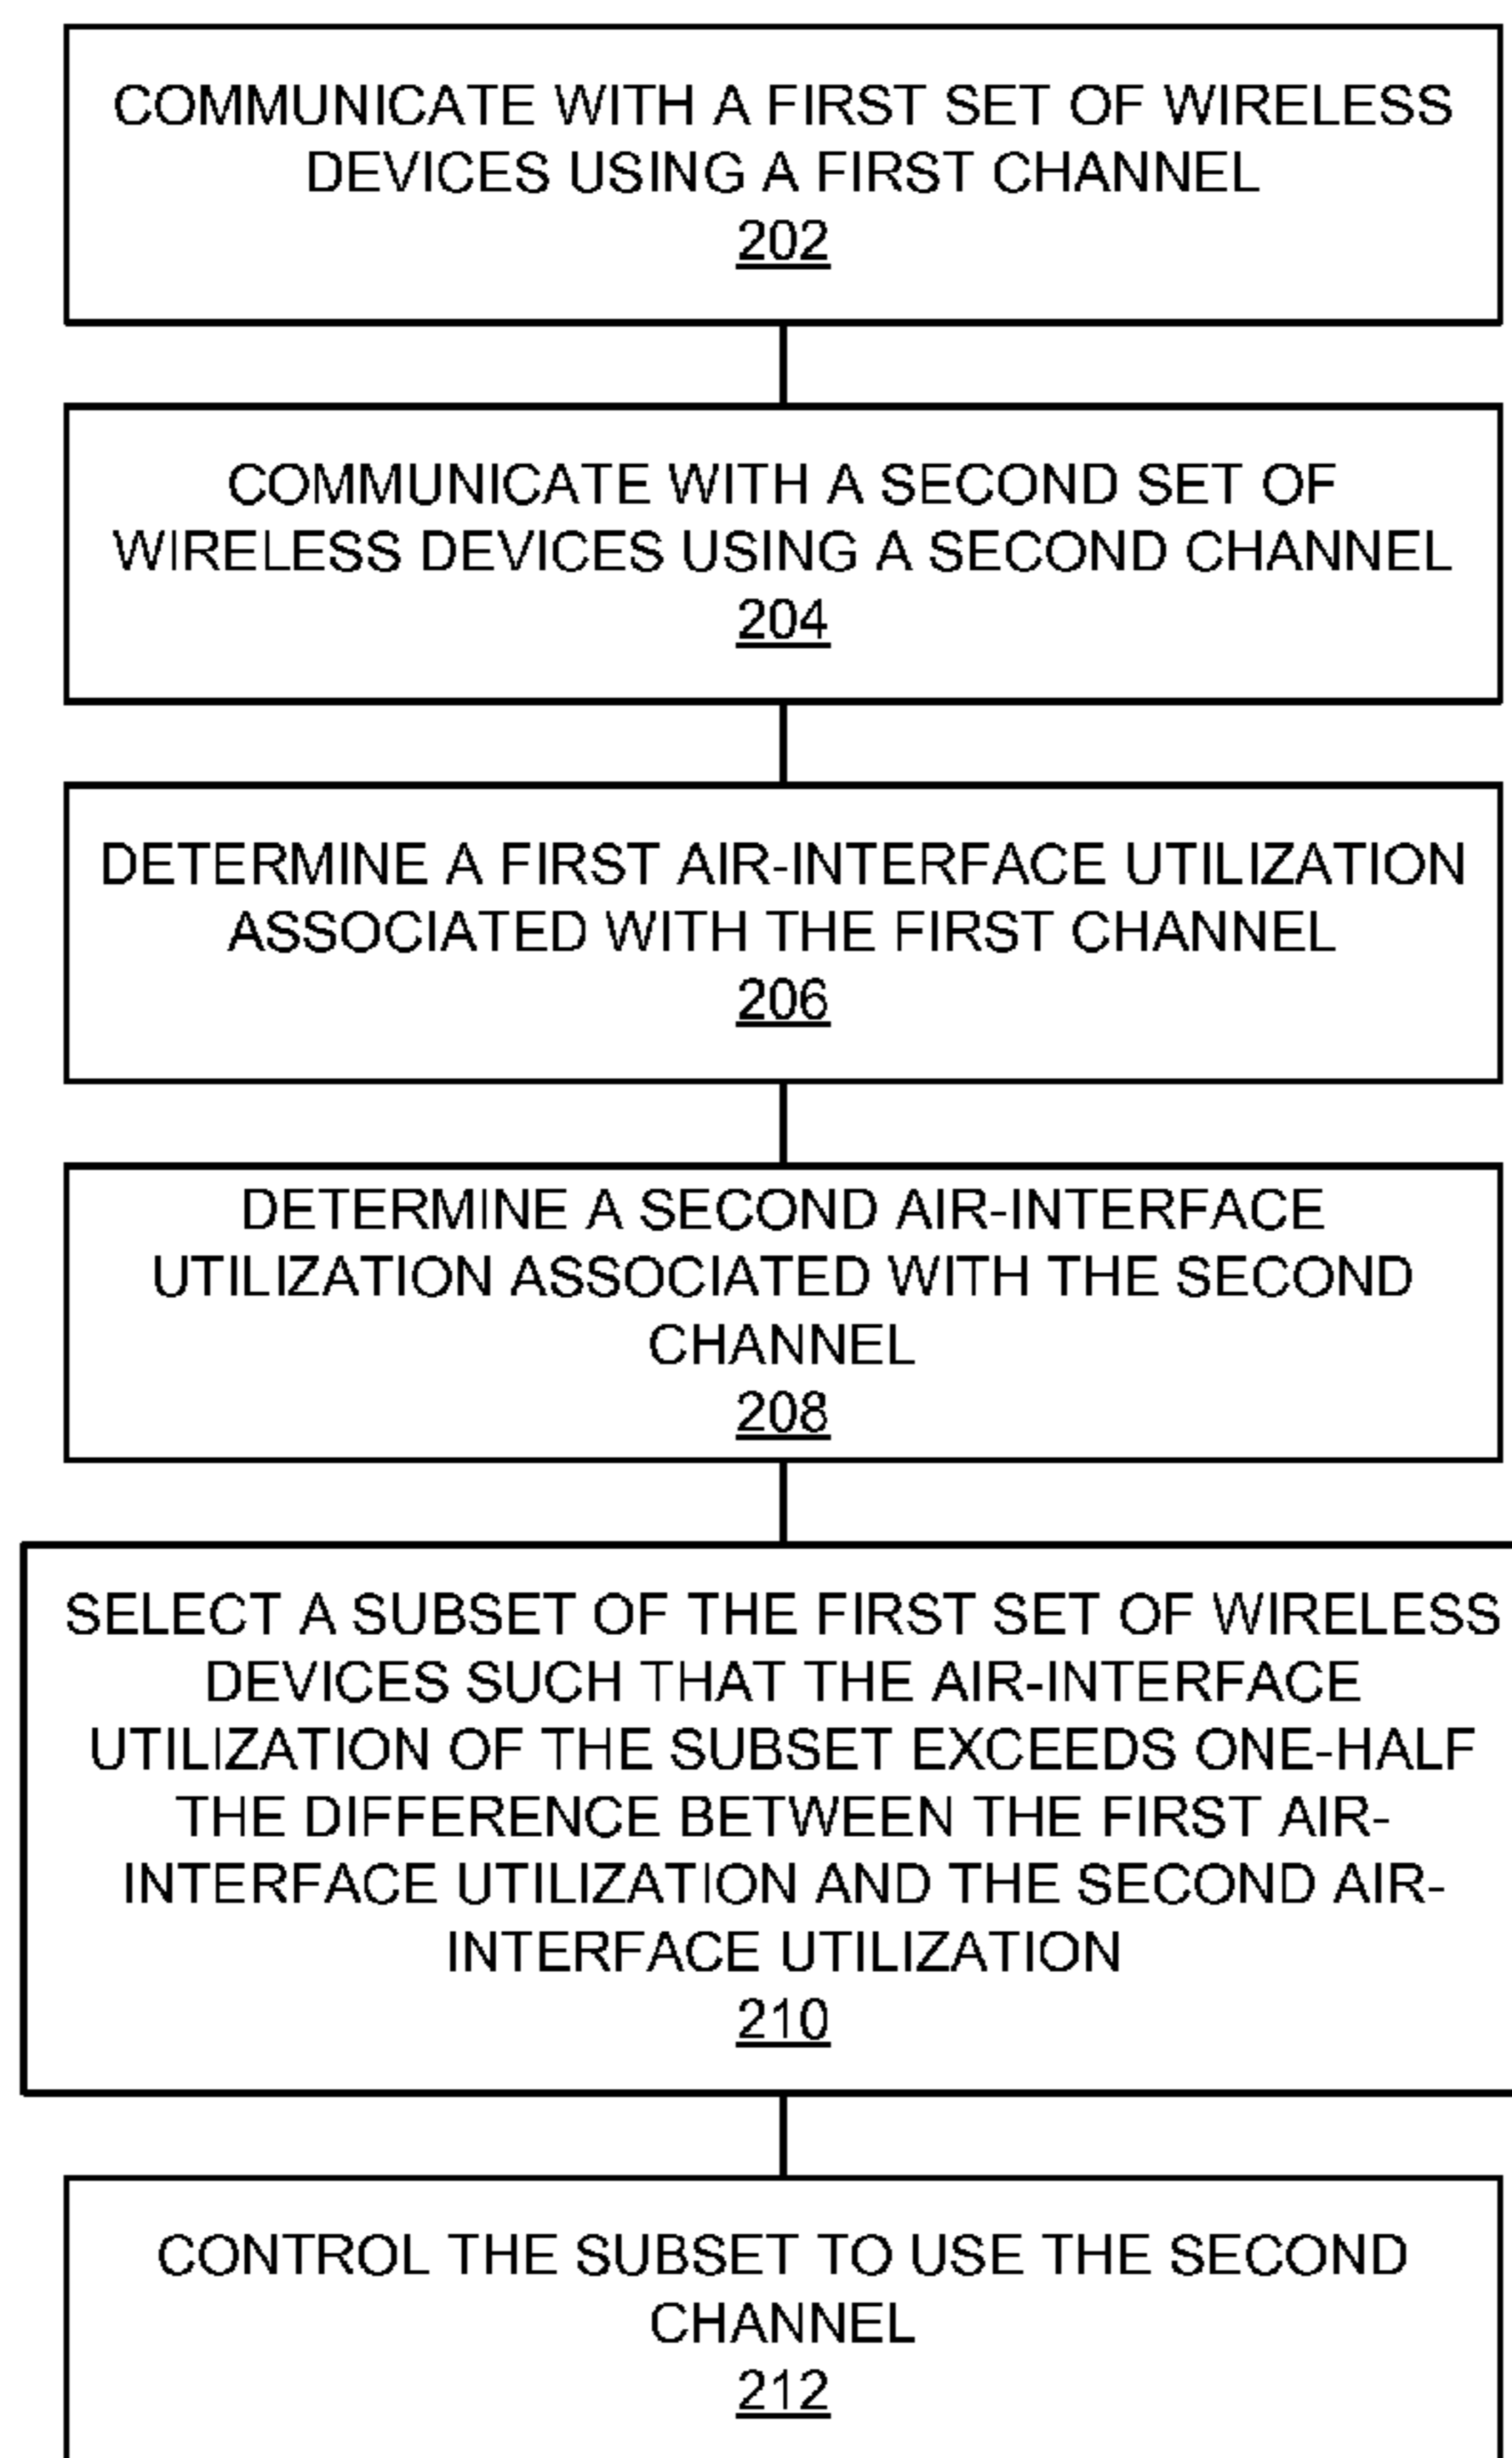 COMMUNICATE WITH A FIRST SET OF WIRELESS
DEVICES USING A FIRST CHANNEL
202
COMMUNICATE WITH A SECOND SET OF
WIRELESS DEVICES USING A SECOND CHANNEL
204
DETERMINE A FIRST AIR-INTERFACE UTILIZATION
ASSOCIATED WITH THE FIRST CHANNEL
206
DETERMINE A SECOND AIR-INTERFACE
UTILIZATION ASSOCIATED WITH THE SECOND
CHANNEL
208
SELECT A SUBSET OF THE FIRST SET OF WIRELESS
DEVICES SUCH THAT THE AIR-INTERFACE
UTILIZATION OF THE SUBSET EXCEEDS ONE-HALF
THE DIFFERENCE BETWEEN THE FIRST AIR-
INTERFACE UTILIZATION AND THE SECOND AIR-
INTERFACE UTILIZATION
210
CONTROL THE SUBSET TO USE THE SECOND
CHANNEL
212